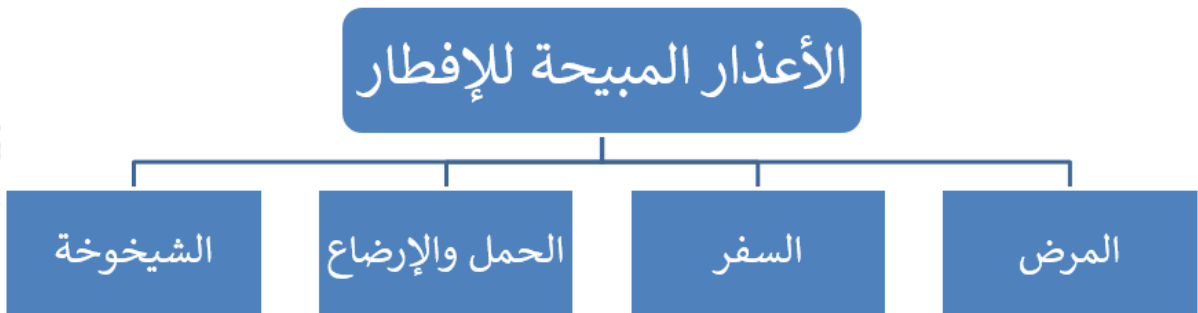 الأعذار المبيحة للإفطار
المرض
السفر
الحمل والإرضاع
الشيخوخة